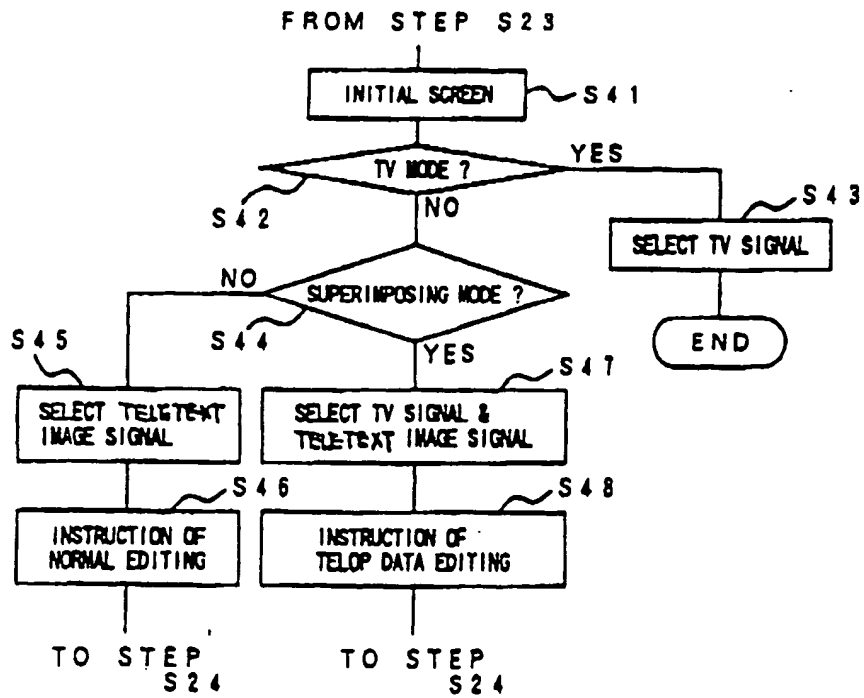 FROM STEP S23
INITIAL SCREEN
S41
TV MODE ?
YES
S42
NO
S43
SELECT TV SIGNAL
END
NO
SUPERIMPOSING MODE ?
S44
YES
S45
SELECT TELETEXT
IMAGE SIGNAL
S47
SELECT TV SIGNAL &
TELETEXT IMAGE SIGNAL
S46
INSTRUCTION OF
NORMAL EDITING
S48
INSTRUCTION OF
TELOP DATA EDITING
TO STEP
S24
TO STEP
S24